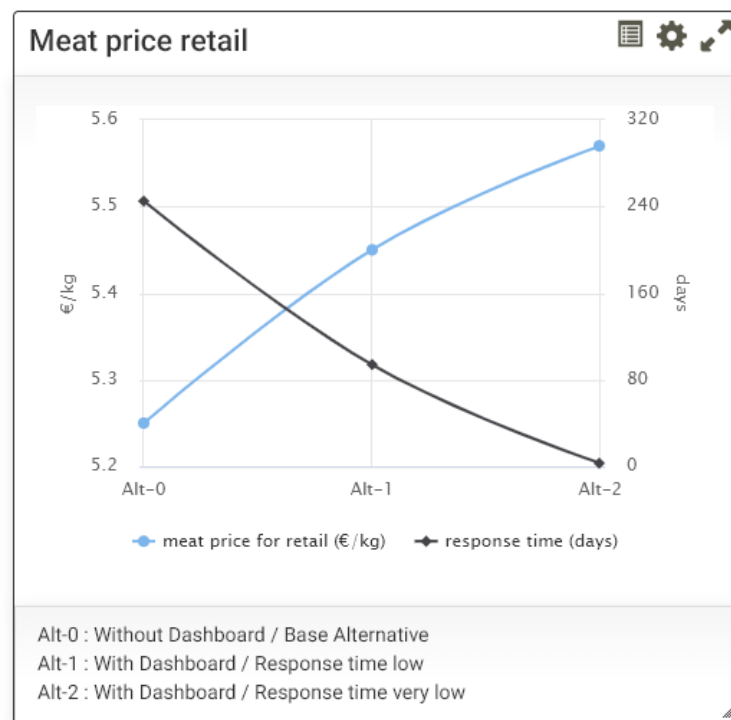 Meat price retail
5.6
320
5.5
240
5.4
160
€/kg
days
5.3
80
5.2
0
Alt-0
Alt-1
Alt-2
meat price for retail (€/kg)
response time (days)
Alt-0 : Without Dashboard / Base Alternative
Alt-1 : With Dashboard / Response time low
Alt-2 : With Dashboard / Response time very low